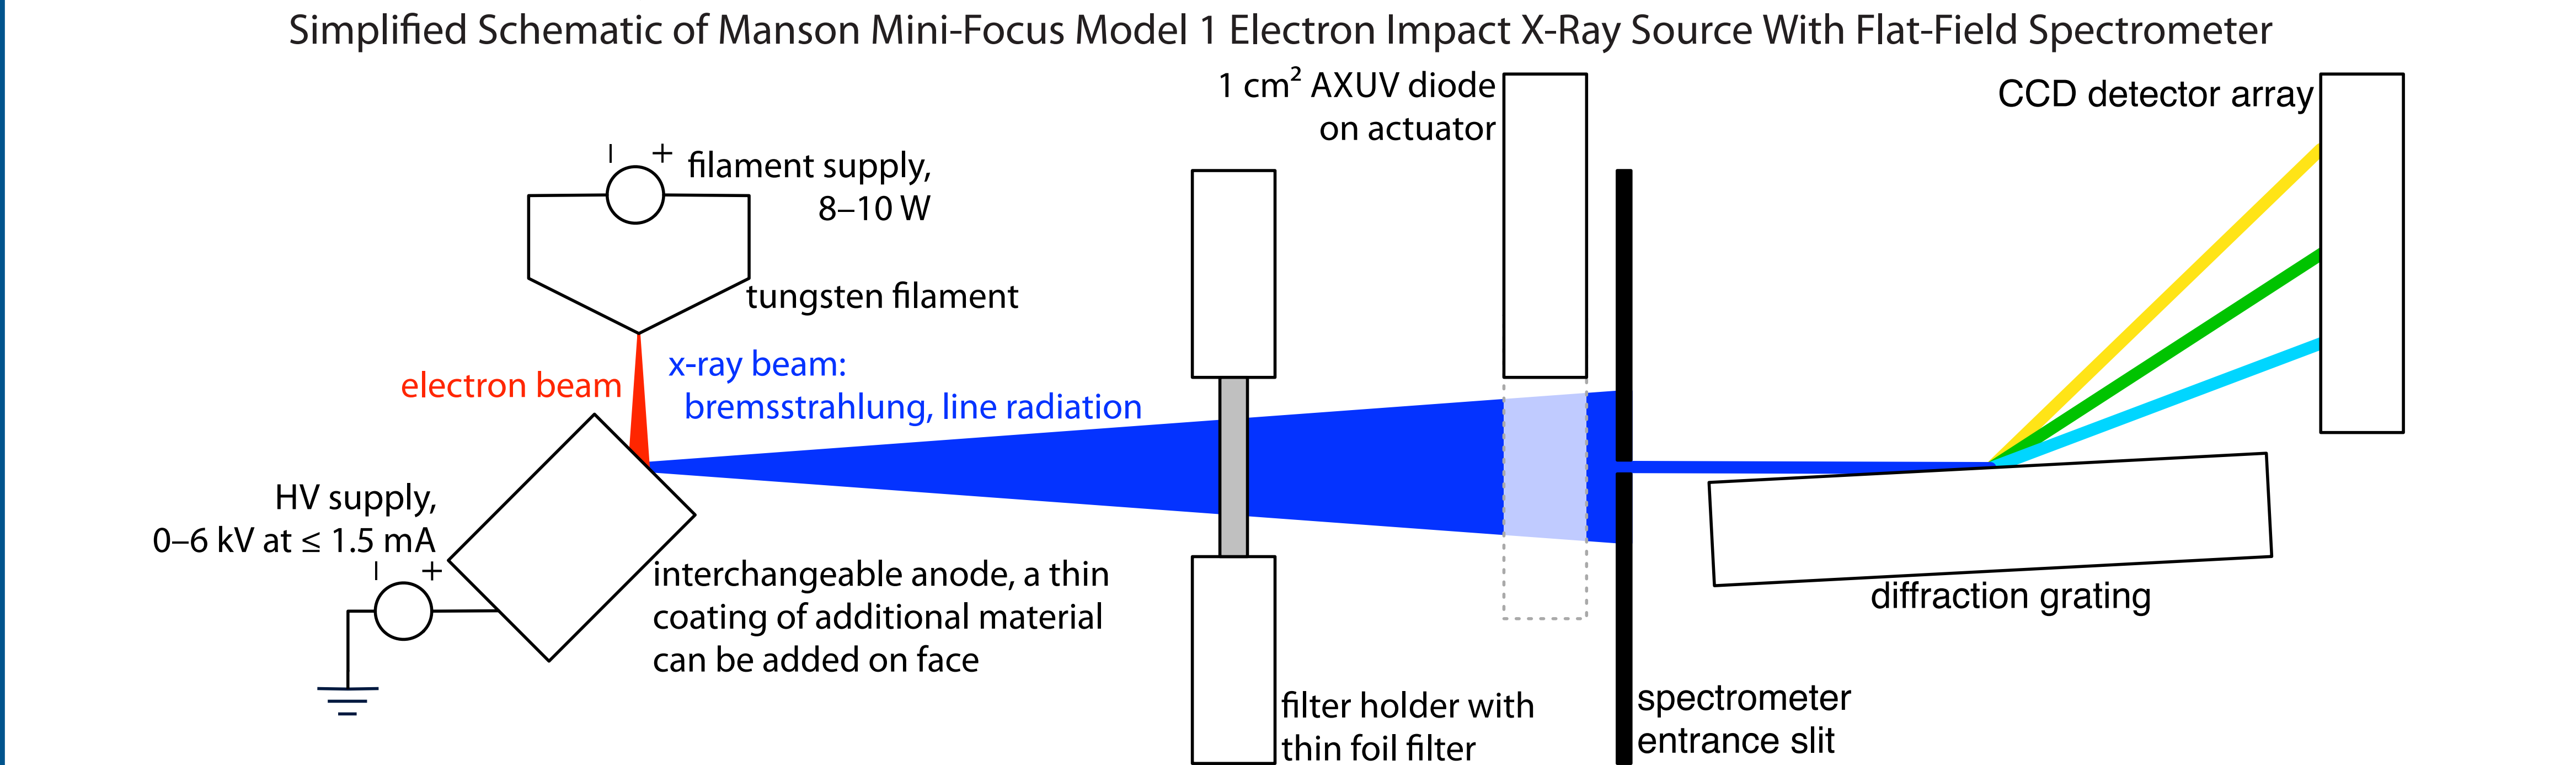 Simplified Schematic of Manson Mini-Focus Model 1 Electron Impact X-Ray Source With Flat-Field Spectrometer
1 cm² AXUV diode
on actuator
CCD detector array
− +
filament supply,
8–10 W
tungsten filament
electron beam
x-ray beam:
bremsstrahlung, line radiation
HV supply,
0–6 kV at ≤ 1.5 mA
− +
interchangeable anode, a thin
coating of additional material
can be added on face
diffraction grating
filter holder with
thin foil filter
spectrometer
entrance slit